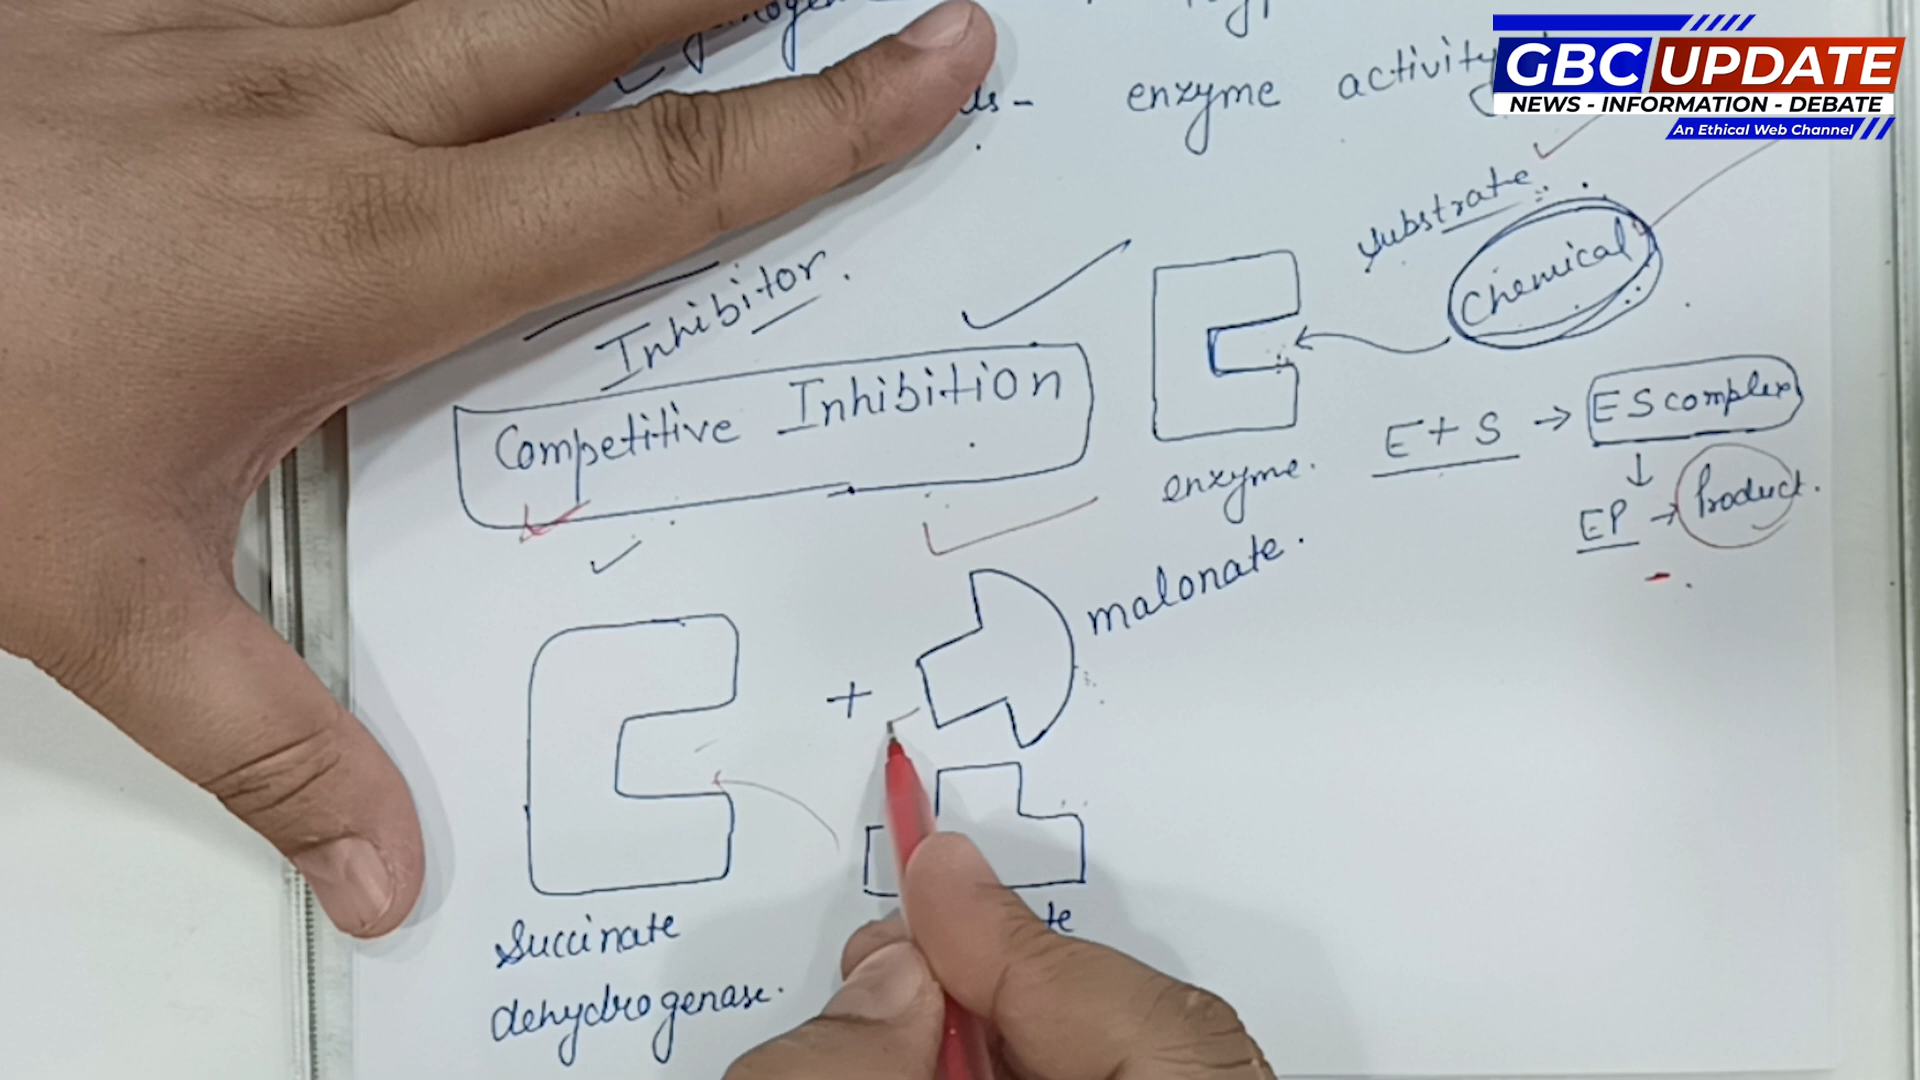 enzyme activity
GBC UPDATE
NEWS - INFORMATION - DEBATE
An Ethical Web Channel
substrate
Chemical
Inhibitor.
Competitive Inhibition
enzyme.
E + S → ES complex
↓
EP → Product.
malonate.
+
Succinate
dehydrogenase.
te